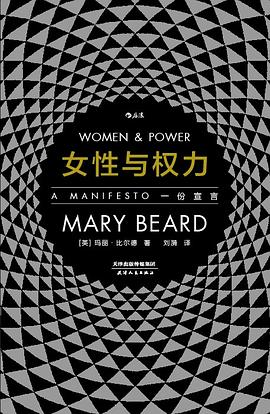 后浪
WOMEN & POWER
女性与权力
A MANIFESTO 一份宣言
MARY BEARD
[英] 玛丽·比尔德 著 刘漪 译
天津出版传媒集团
天津人民出版社